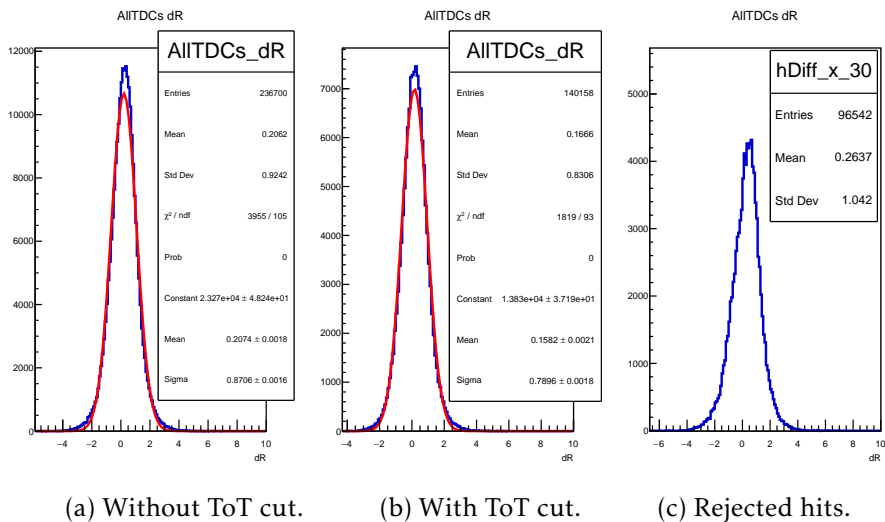 AllTDCs dR
AllTDCs_dR
Entries 236700
Mean 0.2062
Std Dev 0.9242
χ² / ndf 3955 / 105
Prob 0
Constant 2.327e+04 ± 4.824e+01
Mean 0.2074 ± 0.0018
Sigma 0.8706 ± 0.0016
12000
10000
8000
6000
4000
2000
0
−4 −2 0 2 4 6 8 10
dR
(a) Without ToT cut.
AllTDCs dR
AllTDCs_dR
Entries 140158
Mean 0.1666
Std Dev 0.8306
χ² / ndf 1819 / 93
Prob 0
Constant 1.383e+04 ± 3.719e+01
Mean 0.1582 ± 0.0021
Sigma 0.7896 ± 0.0018
7000
6000
5000
4000
3000
2000
1000
0
−4 −2 0 2 4 6 8 10
dR
(b) With ToT cut.
AllTDCs dR
hDiff_x_30
Entries 96542
Mean 0.2637
Std Dev 1.042
5000
4000
3000
2000
1000
0
−6 −4 −2 0 2 4 6 8 10
dR
(c) Rejected hits.